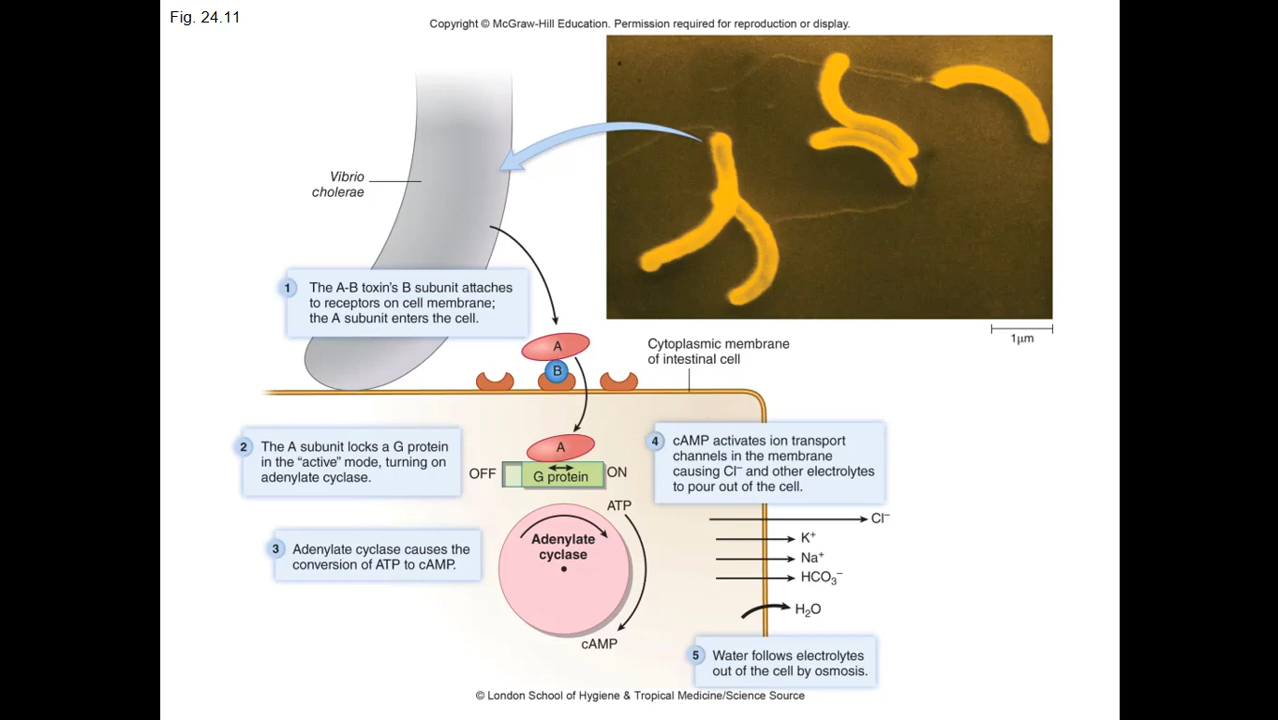 Fig. 24.11
Copyright © McGraw-Hill Education. Permission required for reproduction or display.
Vibrio
cholerae
1 The A-B toxin's B subunit attaches
to receptors on cell membrane;
the A subunit enters the cell.
1μm
A
B
Cytoplasmic membrane
of intestinal cell
2 The A subunit locks a G protein
in the “active” mode, turning on
adenylate cyclase.
A
OFF
G protein
ON
3 Adenylate cyclase causes the
conversion of ATP to cAMP.
ATP
Adenylate
cyclase
cAMP
4 cAMP activates ion transport
channels in the membrane
causing Cl⁻ and other electrolytes
to pour out of the cell.
Cl⁻
K⁺
Na⁺
HCO₃⁻
H₂O
5 Water follows electrolytes
out of the cell by osmosis.
© London School of Hygiene & Tropical Medicine/Science Source